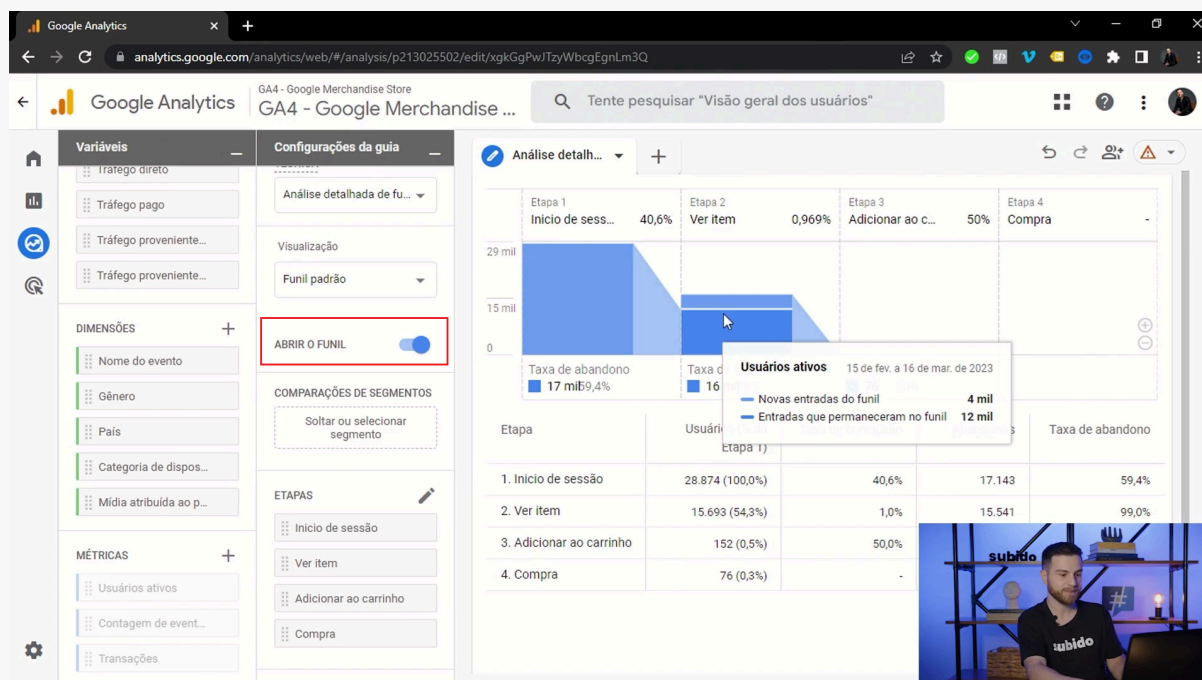 Google Analytics
analytics.google.com/analytics/web/#/analysis/p213025502/edit/xgkGgPwJTzyWbcgEgnLm3Q
Google Analytics
GA4 - Google Merchandise Store
GA4 - Google Merchandise ...
Tente pesquisar "Visão geral dos usuários"
Variáveis
Tráfego direto
Tráfego pago
Tráfego proveniente...
Tráfego proveniente...
DIMENSÕES
Nome do evento
Gênero
País
Categoria de dispos...
Mídia atribuída ao p...
MÉTRICAS
Usuários ativos
Contagem de event...
Transações
Configurações da guia
TÉCNICA
Análise detalhada de fu...
Visualização
Funil padrão
ABRIR O FUNIL
COMPARAÇÕES DE SEGMENTOS
Soltar ou selecionar
segmento
ETAPAS
Inicio de sessão
Ver item
Adicionar ao carrinho
Compra
Análise detalh...
Etapa 1
Inicio de sess... 40,6%
Etapa 2
Ver item 0,969%
Etapa 3
Adicionar ao c... 50%
Etapa 4
Compra -
29 mil
15 mil
0
Taxa de abandono
17 mil 59,4%
Taxa d
16
Usuários ativos 15 de fev. a 16 de mar. de 2023
Novas entradas do funil 4 mil
Entradas que permaneceram no funil 12 mil
Etapa Usuári Taxa de abandono
Etapa 1)
1. Inicio de sessão 28.874 (100,0%) 40,6% 17.143 59,4%
2. Ver item 15.693 (54,3%) 1,0% 15.541 99,0%
3. Adicionar ao carrinho 152 (0,5%) 50,0%
4. Compra 76 (0,3%) -
subido
#
subido